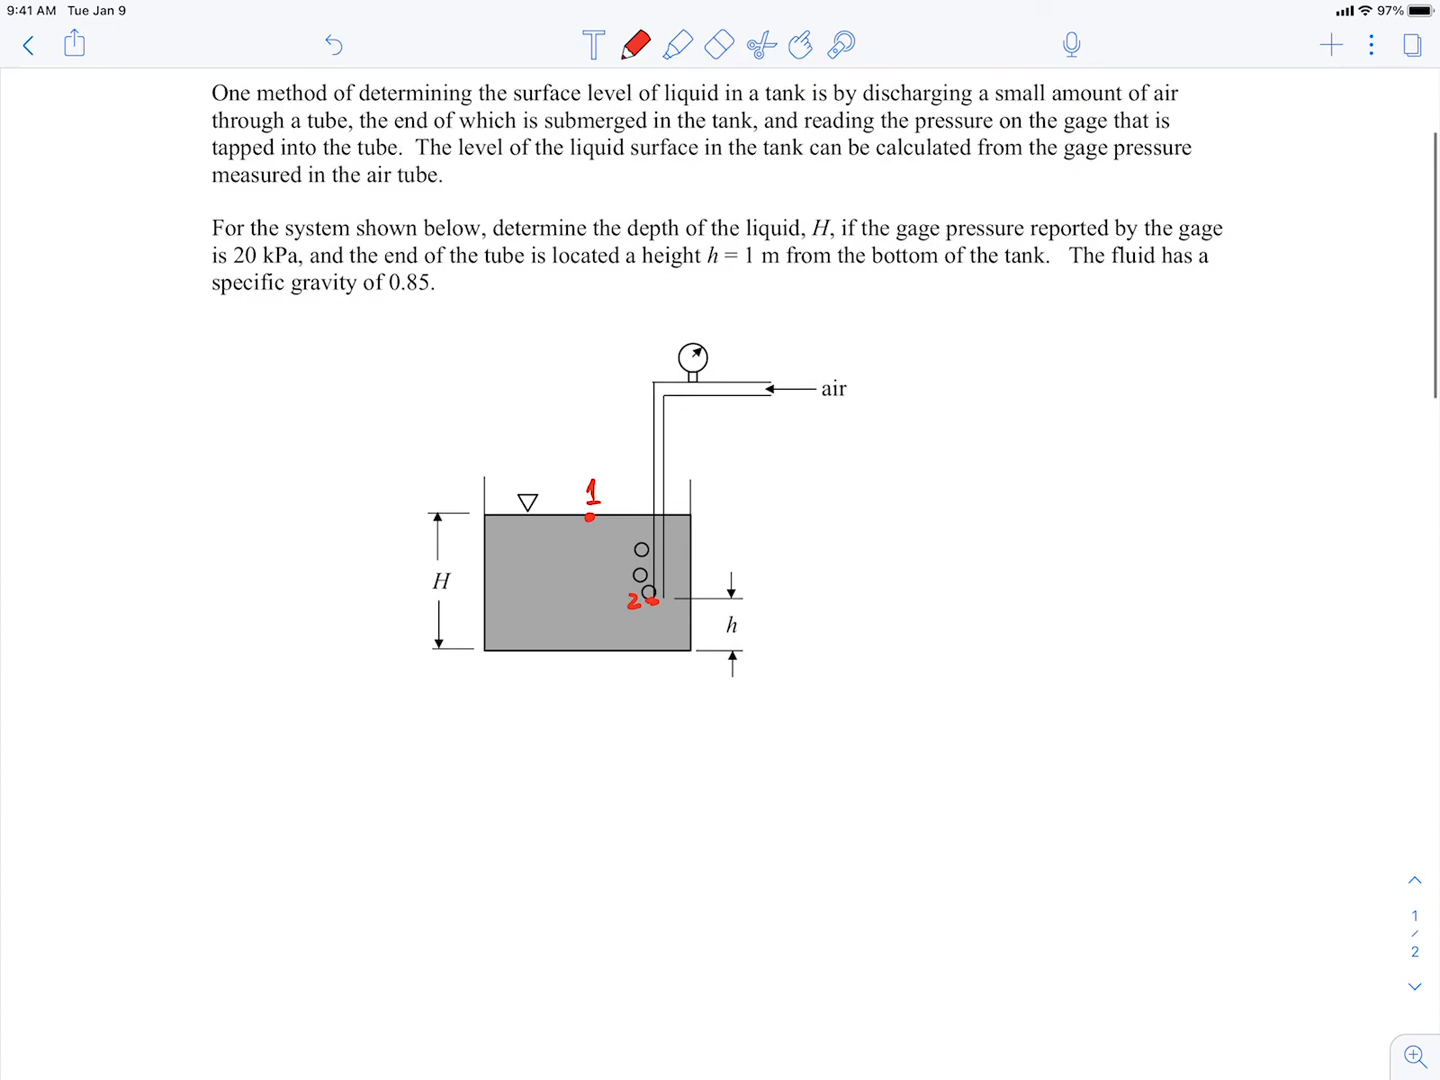 9:41 AM Tue Jan 9
97%
One method of determining the surface level of liquid in a tank is by discharging a small amount of air
through a tube, the end of which is submerged in the tank, and reading the pressure on the gage that is
tapped into the tube. The level of the liquid surface in the tank can be calculated from the gage pressure
measured in the air tube.
For the system shown below, determine the depth of the liquid, H, if the gage pressure reported by the gage
is 20 kPa, and the end of the tube is located a height h = 1 m from the bottom of the tank. The fluid has a
specific gravity of 0.85.
air
1
H
2
h
1
/
2